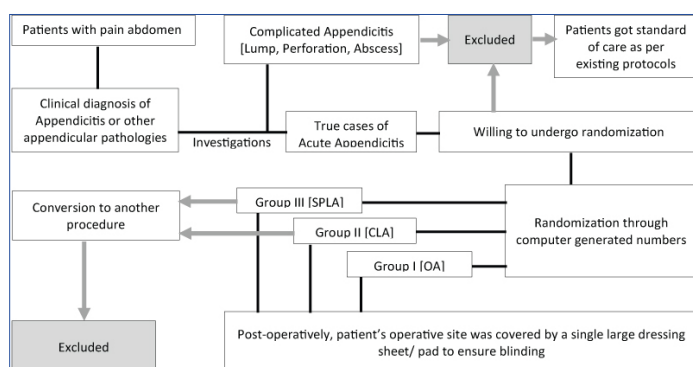 Patients with pain abdomen
Complicated Appendicitis
[Lump, Perforation, Abscess]
Excluded
Patients got standard
of care as per
existing protocols
Clinical diagnosis of
Appendicitis or other
appendicular pathologies
Investigations
True cases of
Acute Appendicitis
Willing to undergo randomization
Conversion to another
procedure
Group III [SPLA]
Group II [CLA]
Group I [OA]
Randomization through
computer generated numbers
Excluded
Post-operatively, patient's operative site was covered by a single large dressing
sheet/ pad to ensure blinding